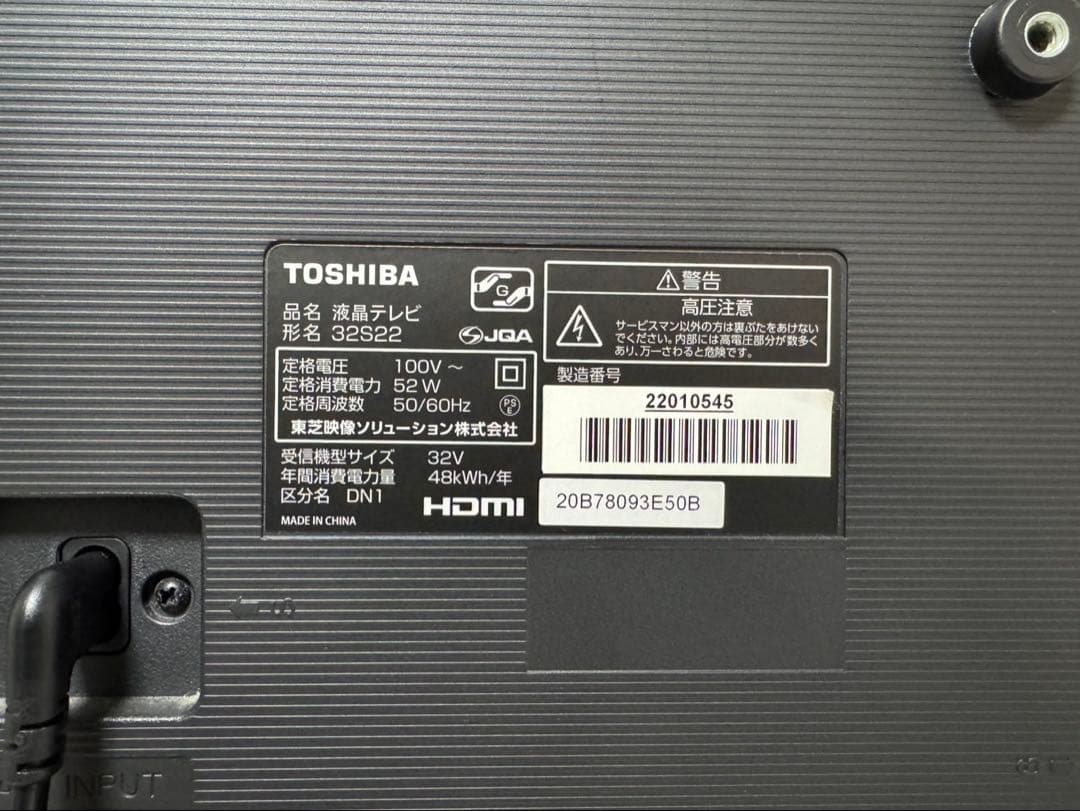 TOSHIBA
G
品名 液晶テレビ
形名 32S22
JQA
定格電圧 100V ～
定格消費電力 52 W
定格周波数 50/60Hz
PS
E
東芝映像ソリューション株式会社
受信機型サイズ 32V
年間消費電力量 48kWh/年
区分名 DN1
HDMI
MADE IN CHINA
⚠警告
高圧注意
サービスマン以外の方は裏ぶたをあけない
でください。内部には高電圧部分が数多く
あり、万一さわると危険です。
製造番号
22010545
20B78093E50B
INPUT